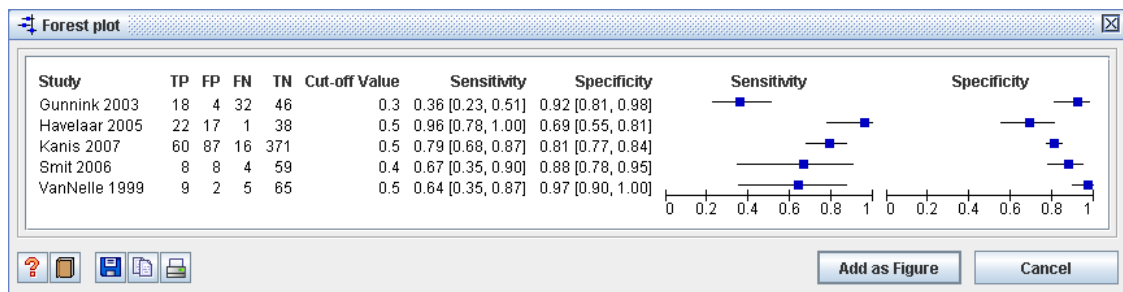 Forest plot
Study TP FP FN TN Cut-off Value Sensitivity Specificity Sensitivity Specificity
Gunnink 2003 18 4 32 46 0.3 0.36 [0.23, 0.51] 0.92 [0.81, 0.98]
Havelaar 2005 22 17 1 38 0.5 0.96 [0.78, 1.00] 0.69 [0.55, 0.81]
Kanis 2007 60 87 16 371 0.5 0.79 [0.68, 0.87] 0.81 [0.77, 0.84]
Smit 2006 8 8 4 59 0.4 0.67 [0.35, 0.90] 0.88 [0.78, 0.95]
VanNelle 1999 9 2 5 65 0.5 0.64 [0.35, 0.87] 0.97 [0.90, 1.00]
0 0.2 0.4 0.6 0.8 1 0 0.2 0.4 0.6 0.8 1
? Add as Figure Cancel